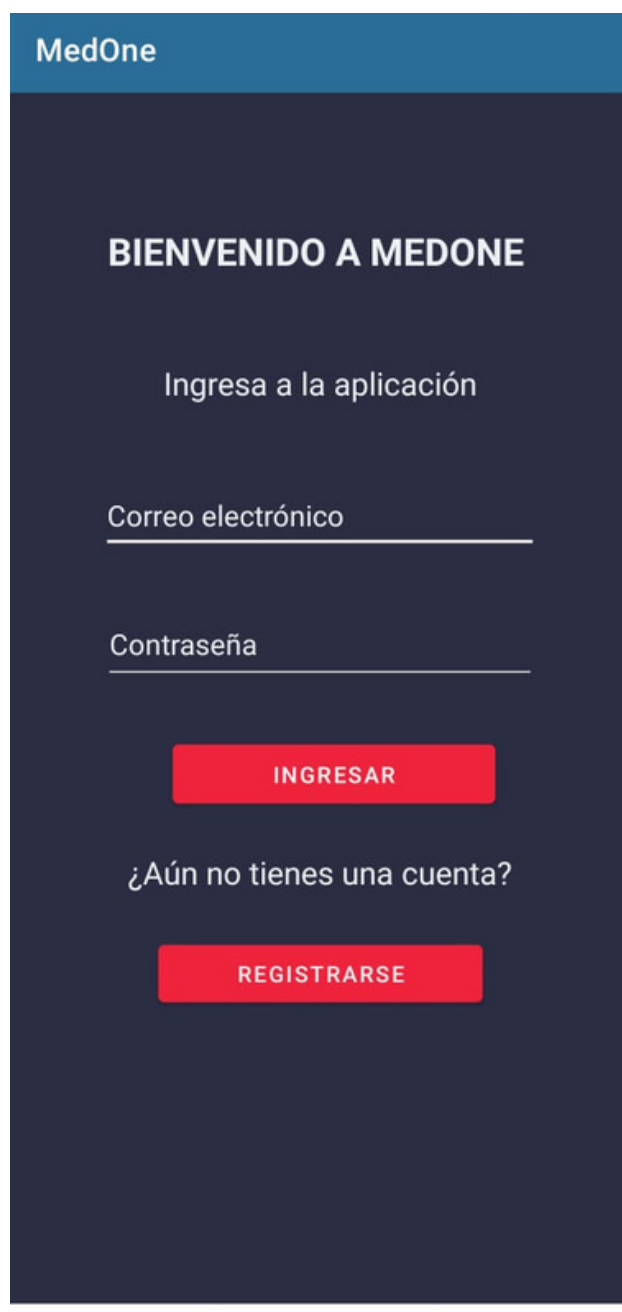 MedOne
BIENVENIDO A MEDONE
Ingresa a la aplicación
Correo electrónico
Contraseña
INGRESAR
¿Aún no tienes una cuenta?
REGISTRARSE